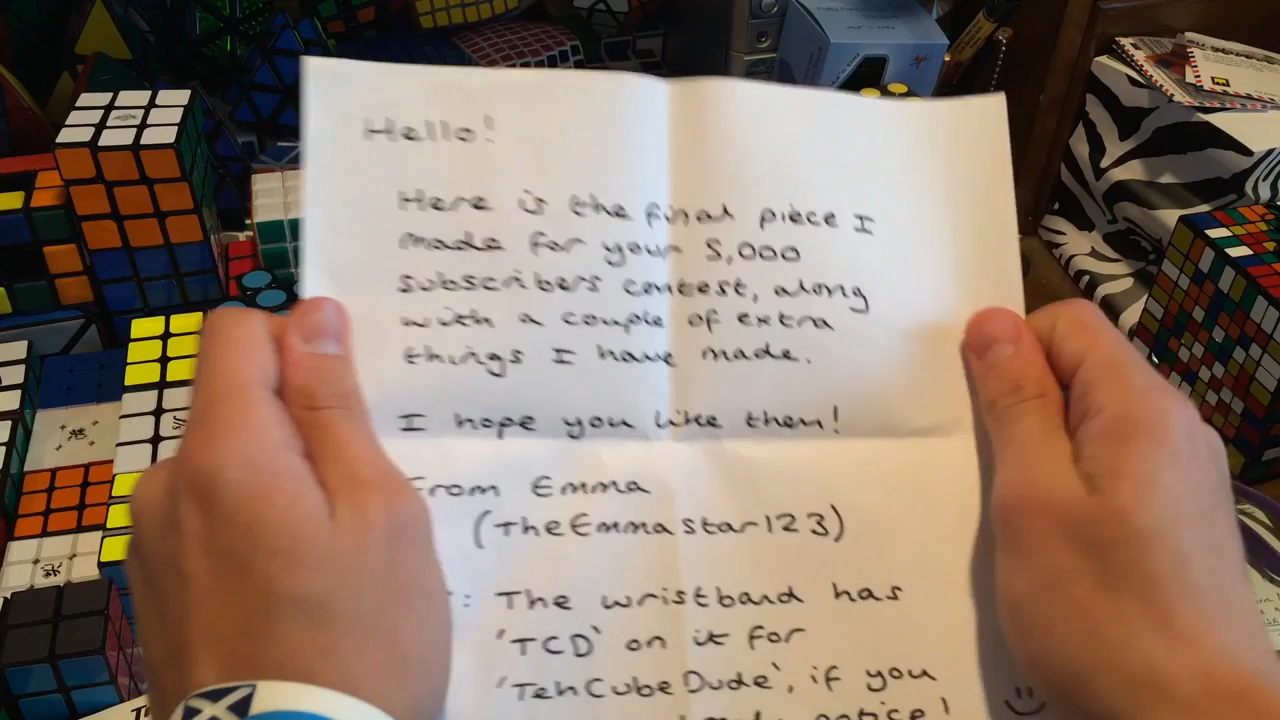 Hello!
Here is the final piece I
made for your 5,000
subscribers contest, along
with a couple of extra
things I have made.
I hope you like them!
From Emma
(TheEmmastar123)
: The wristband has
'TCD' on it for
'TehCubeDude', if you
notice!